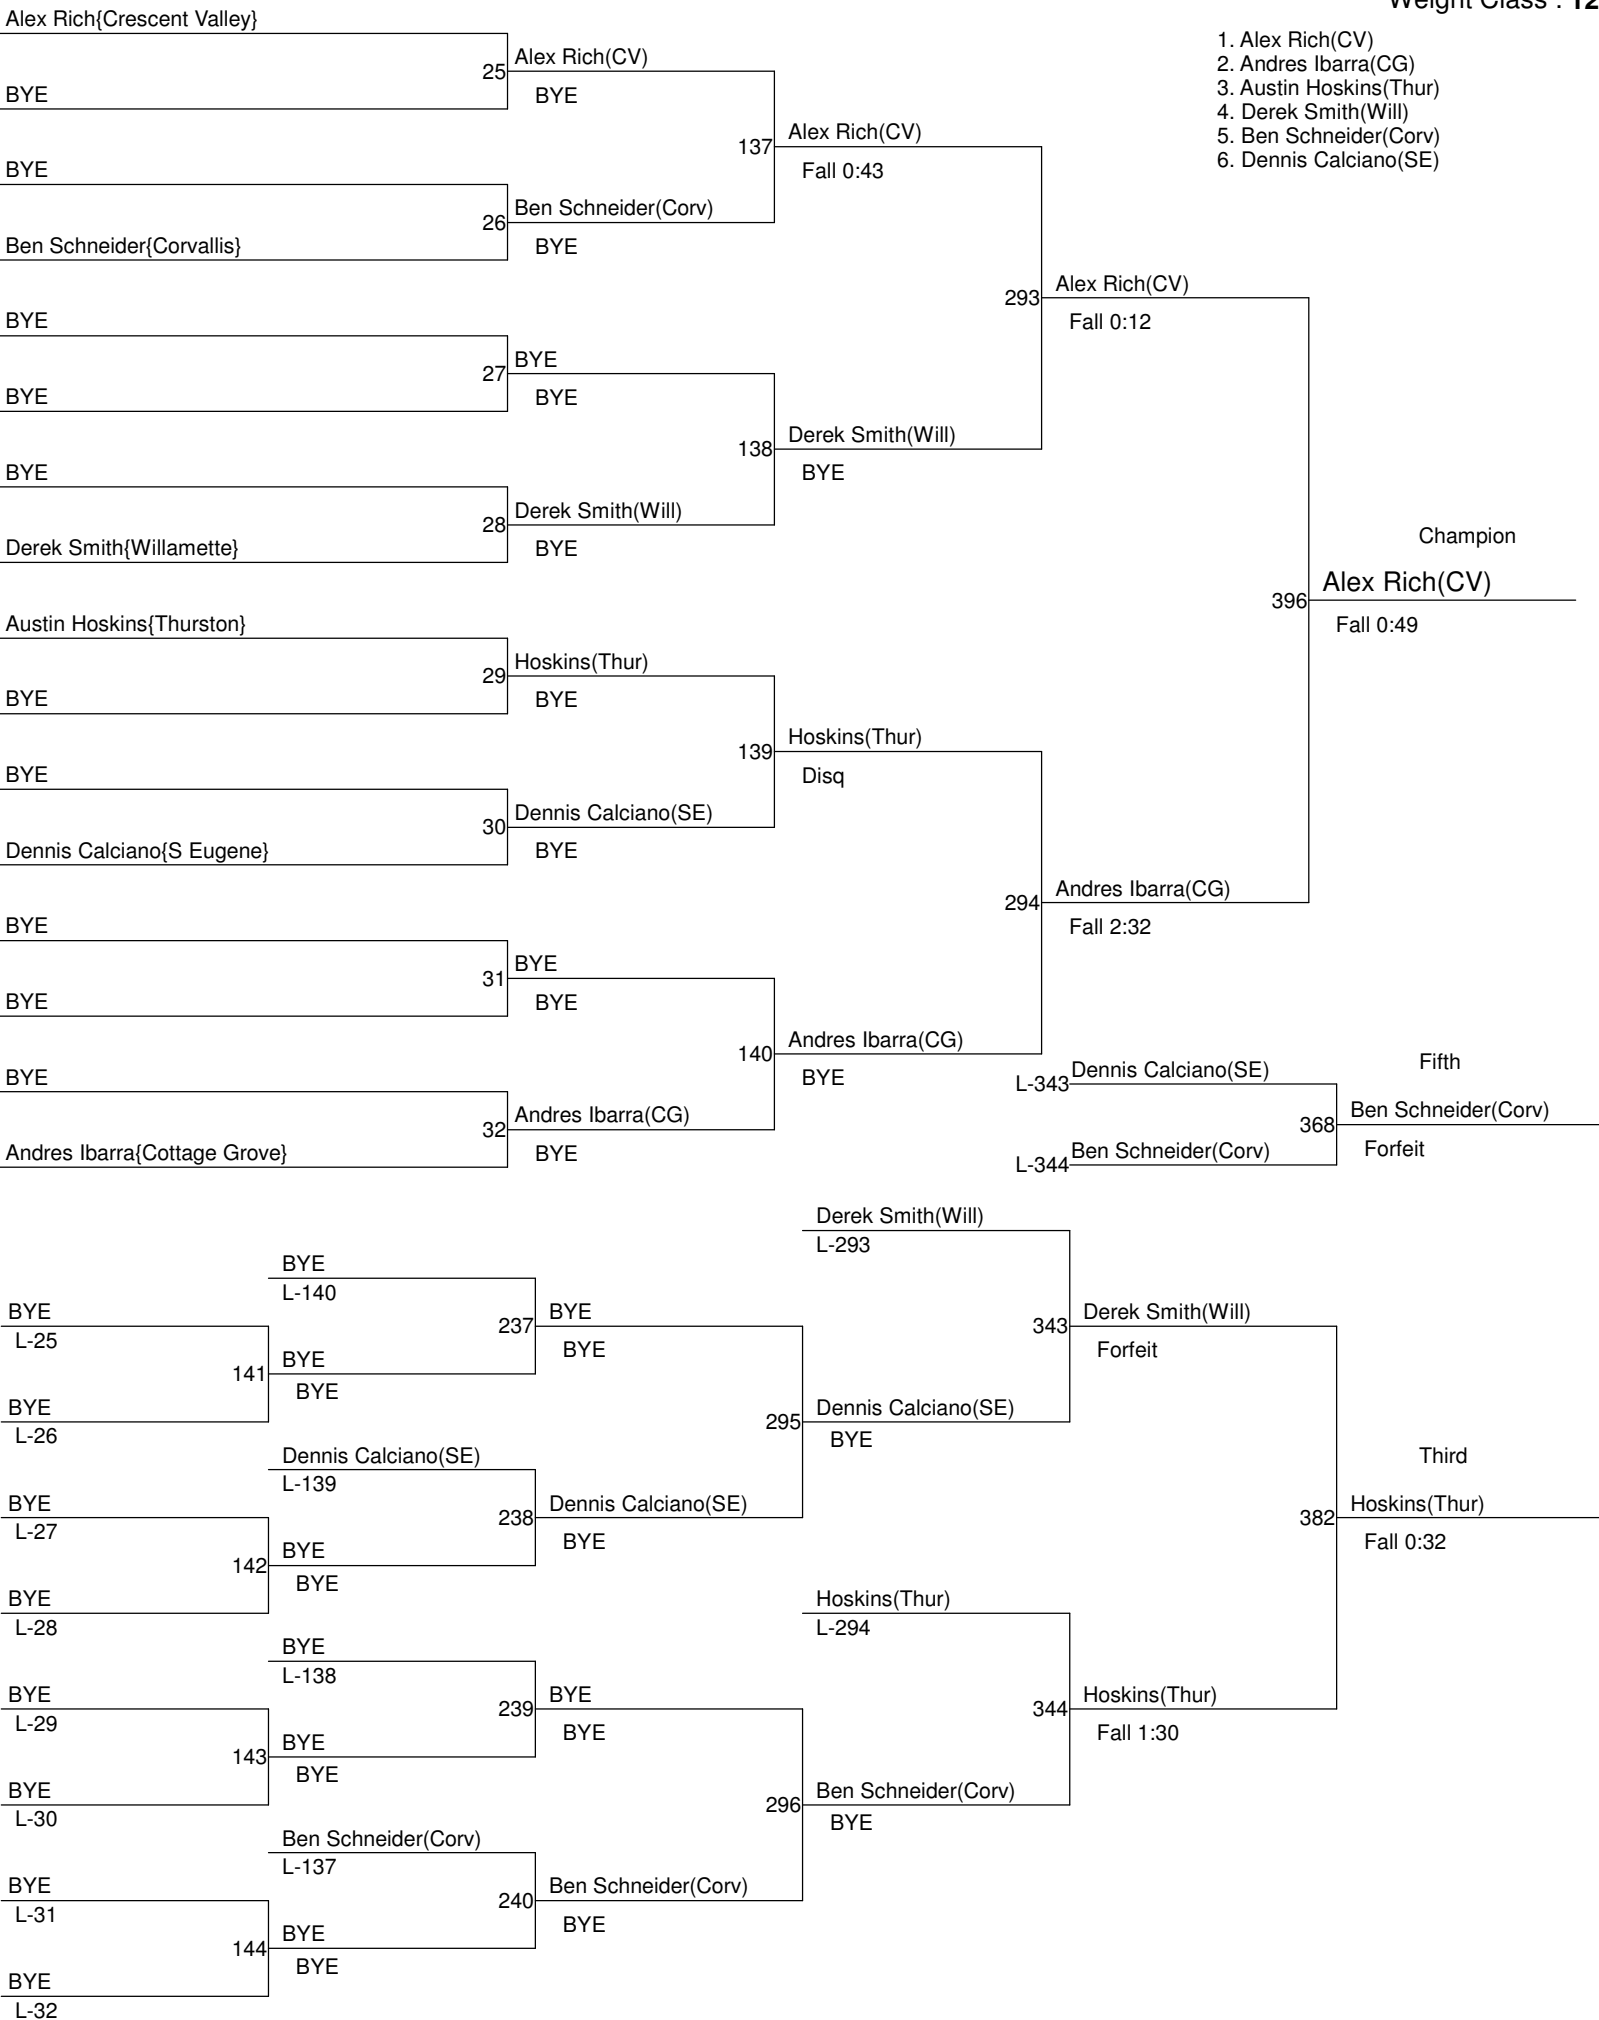 Weight Class : 12
1. Alex Rich(CV)
2. Andres Ibarra(CG)
3. Austin Hoskins(Thur)
4. Derek Smith(Will)
5. Ben Schneider(Corv)
6. Dennis Calciano(SE)
Alex Rich{Crescent Valley}
25
Alex Rich(CV)
BYE
BYE
137
Alex Rich(CV)
Fall 0:43
BYE
26
Ben Schneider(Corv)
BYE
Ben Schneider{Corvallis}
293
Alex Rich(CV)
Fall 0:12
BYE
27
BYE
BYE
BYE
138
Derek Smith(Will)
BYE
BYE
28
Derek Smith(Will)
BYE
Derek Smith{Willamette}
Champion
396
Alex Rich(CV)
Fall 0:49
Austin Hoskins{Thurston}
29
Hoskins(Thur)
BYE
BYE
139
Hoskins(Thur)
Disq
BYE
30
Dennis Calciano(SE)
BYE
Dennis Calciano{S Eugene}
294
Andres Ibarra(CG)
Fall 2:32
BYE
31
BYE
BYE
BYE
140
Andres Ibarra(CG)
BYE
BYE
32
Andres Ibarra(CG)
BYE
Andres Ibarra{Cottage Grove}
Fifth
L-343
Dennis Calciano(SE)
368
Ben Schneider(Corv)
Forfeit
L-344
Ben Schneider(Corv)
Derek Smith(Will)
L-293
BYE
L-140
BYE
L-25
237
BYE
BYE
343
Derek Smith(Will)
Forfeit
141
BYE
BYE
BYE
L-26
295
Dennis Calciano(SE)
BYE
Dennis Calciano(SE)
L-139
Third
BYE
L-27
238
Dennis Calciano(SE)
BYE
382
Hoskins(Thur)
Fall 0:32
142
BYE
BYE
BYE
L-28
Hoskins(Thur)
L-294
BYE
L-138
BYE
L-29
239
BYE
BYE
344
Hoskins(Thur)
Fall 1:30
143
BYE
BYE
BYE
L-30
296
Ben Schneider(Corv)
BYE
Ben Schneider(Corv)
L-137
BYE
L-31
240
Ben Schneider(Corv)
BYE
144
BYE
BYE
BYE
L-32